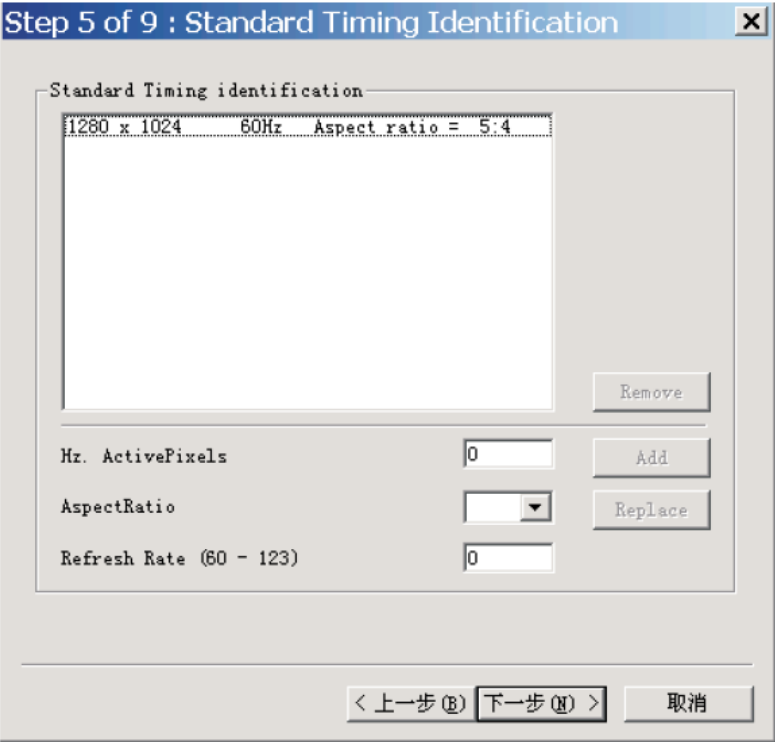 Step 5 of 9 : Standard Timing Identification
Standard Timing identification
1280 x 1024 60Hz Aspect ratio = 5:4
Remove
Hz. ActivePixels 0 Add
AspectRatio Replace
Refresh Rate (60 - 123) 0
< 上一步(B) 下一步(N) > 取消